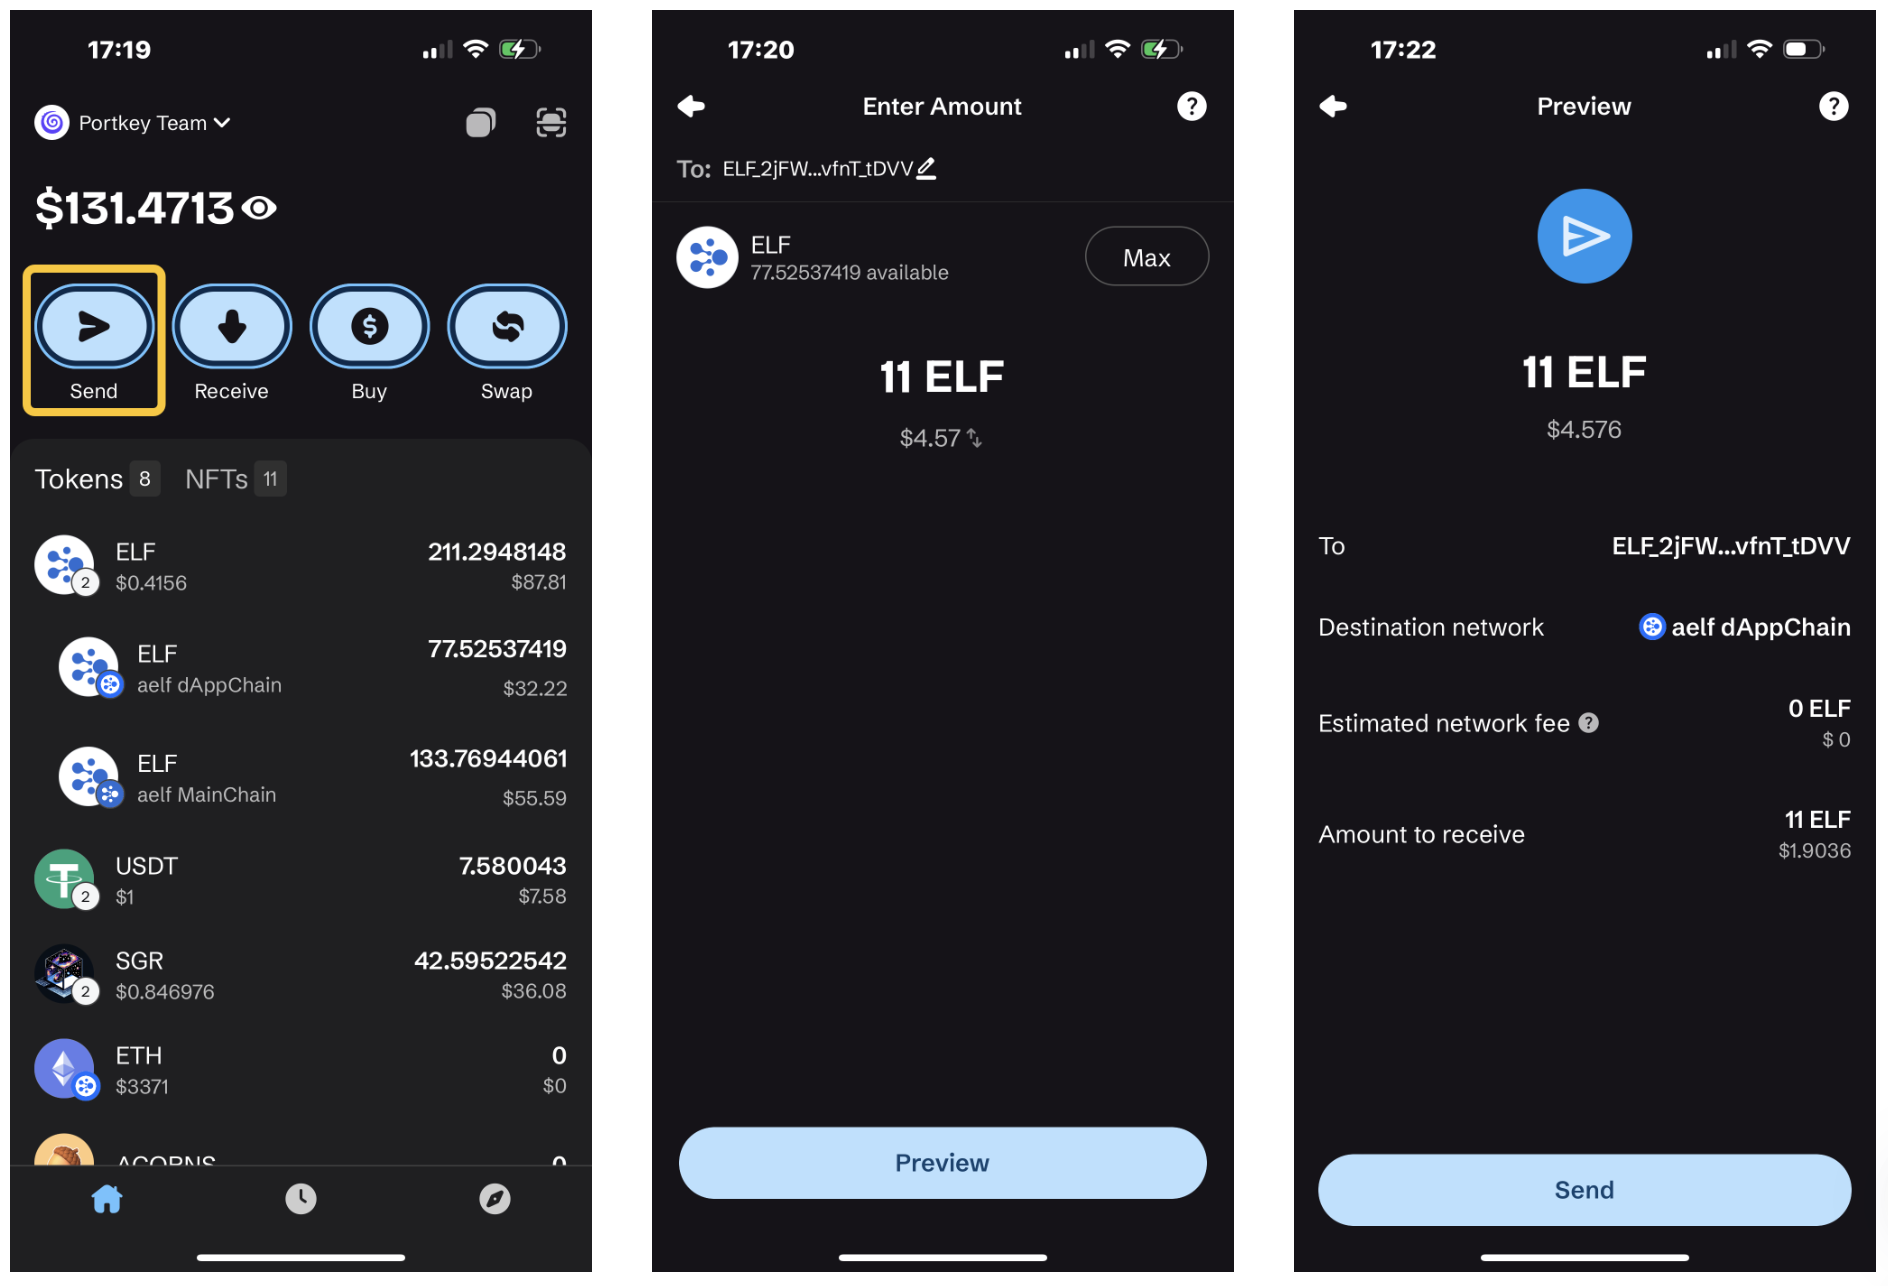 17:19
Portkey Team
$131.4713
Send
Receive
Buy
Swap
Tokens 8 NFTs 11
ELF 211.2948148
2 $0.4156 $87.81
ELF 77.52537419
aelf dAppChain $32.22
ELF 133.76944061
aelf MainChain $55.59
USDT 7.580043
2 $1 $7.58
SGR 42.59522542
2 $0.846976 $36.08
ETH 0
$3371 $0
ACORNS 0
17:20
Enter Amount ?
To: ELF_2jFW...vfnT_tDVV
ELF
77.52537419 available
Max
11 ELF
$4.57
Preview
17:22
Preview ?
11 ELF
$4.576
To ELF_2jFW...vfnT_tDVV
Destination network aelf dAppChain
Estimated network fee ? 0 ELF
$ 0
Amount to receive 11 ELF
$1.9036
Send